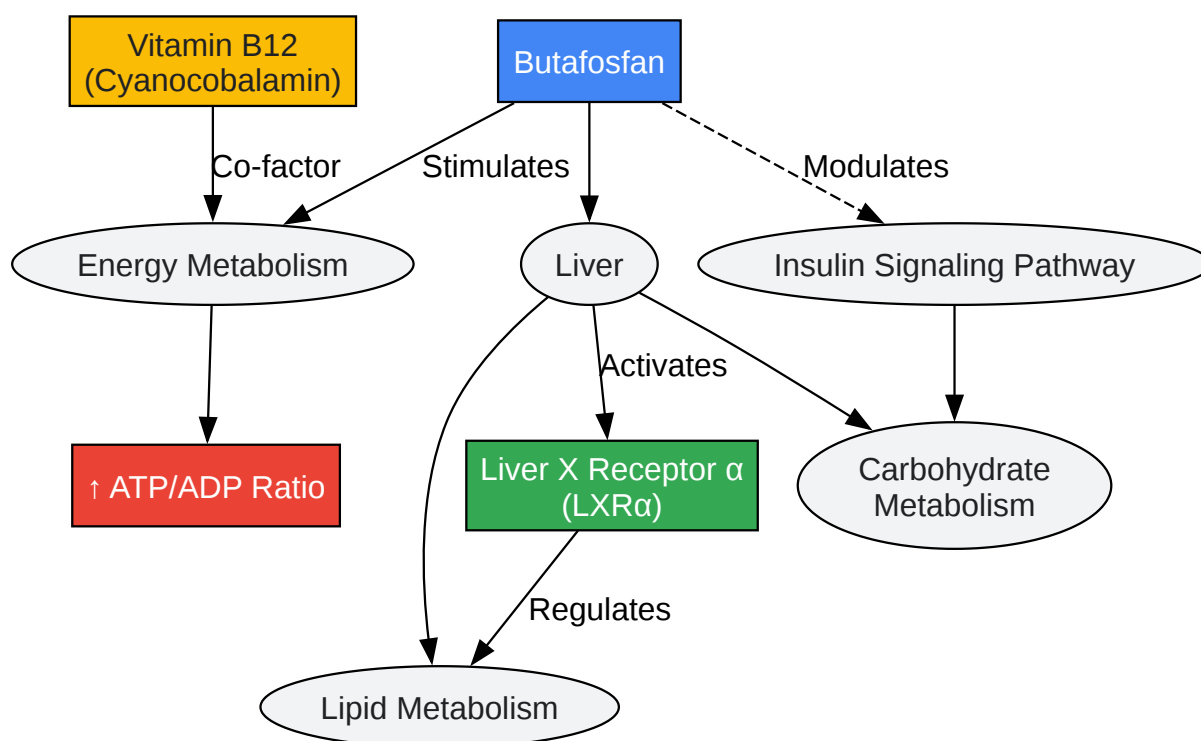 Vitamin B12
(Cyanocobalamin)
Butafosfan
Co-factor
Stimulates
Modulates
Energy Metabolism
Liver
Insulin Signaling Pathway
Activates
↑ ATP/ADP Ratio
Liver X Receptor α
(LXRα)
Carbohydrate
Metabolism
Regulates
Lipid Metabolism